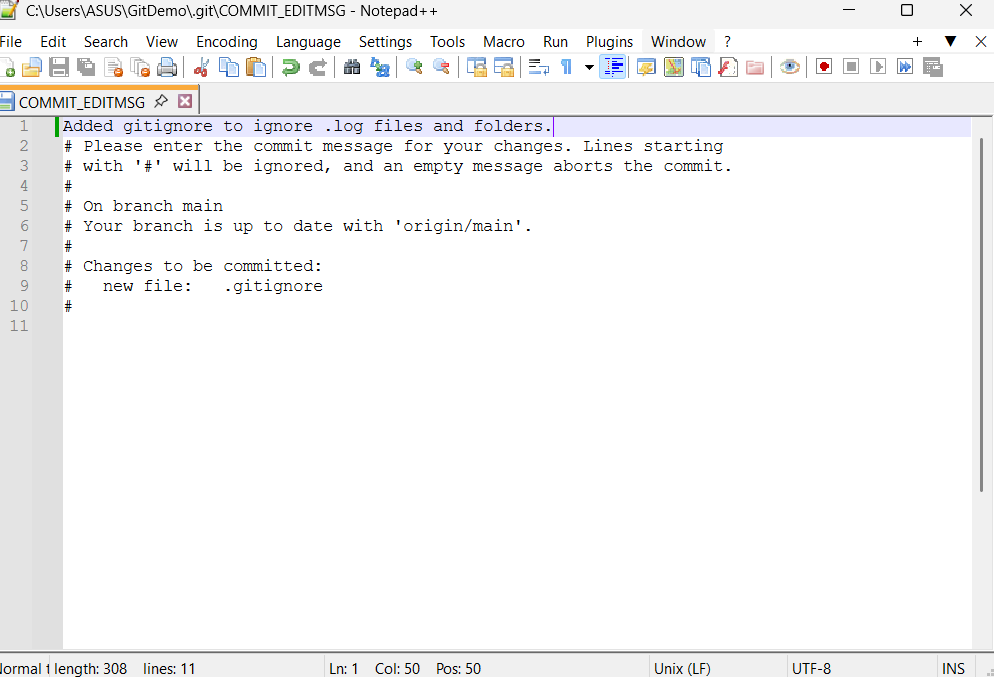 C:\Users\ASUS\GitDemo\.git\COMMIT_EDITMSG - Notepad++
File Edit Search View Encoding Language Settings Tools Macro Run Plugins Window ? + ▼ X
COMMIT_EDITMSG
1 Added gitignore to ignore .log files and folders.
2 # Please enter the commit message for your changes. Lines starting
3 # with '#' will be ignored, and an empty message aborts the commit.
4 #
5 # On branch main
6 # Your branch is up to date with 'origin/main'.
7 #
8 # Changes to be committed:
9 #   new file:   .gitignore
10 #
11
Normal t length: 308 lines: 11 Ln: 1 Col: 50 Pos: 50 Unix (LF) UTF-8 INS